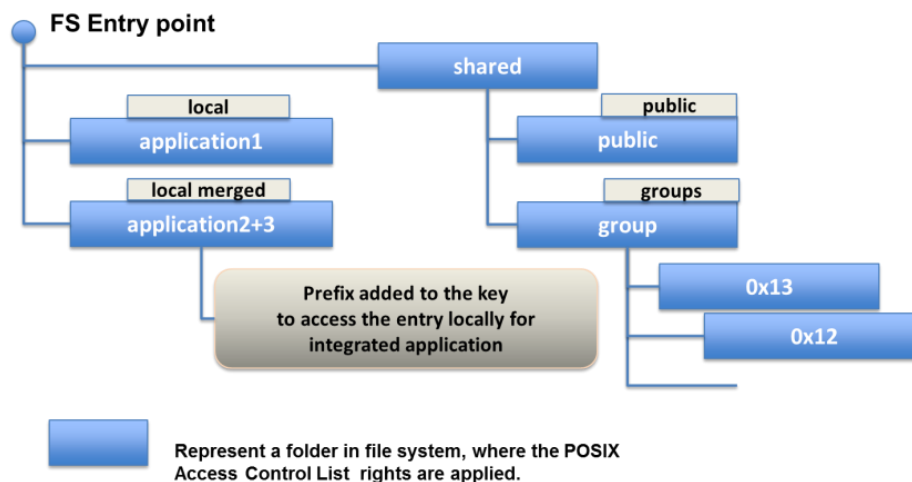 FS Entry point
shared
local
application1
public
public
local merged
application2+3
groups
group
Prefix added to the key
to access the entry locally for
integrated application
0x13
0x12
Represent a folder in file system, where the POSIX
Access Control List rights are applied.